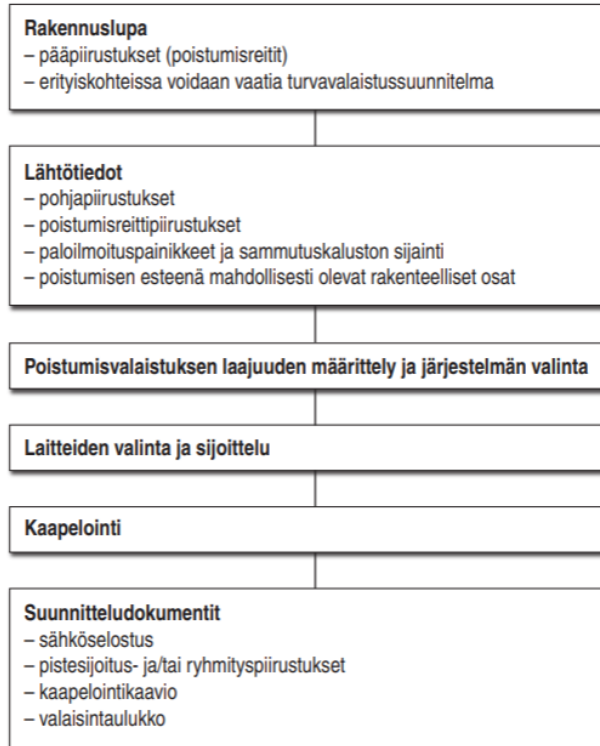 Rakennuslupa
– pääpiirustukset (poistumisreitit)
– erityiskohteissa voidaan vaatia turvavalaistussuunnitelma
Lähtötiedot
– pohjapiirustukset
– poistumisreittipiirustukset
– paloilmoituspainikkeet ja sammutuskaluston sijainti
– poistumisen esteenä mahdollisesti olevat rakenteelliset osat
Poistumisvalaistuksen laajuuden määrittely ja järjestelmän valinta
Laitteiden valinta ja sijoittelu
Kaapelointi
Suunnitteludokumentit
– sähköselostus
– pistesijoitus- ja/tai ryhmityspiirustukset
– kaapelointikaavio
– valaisintaulukko